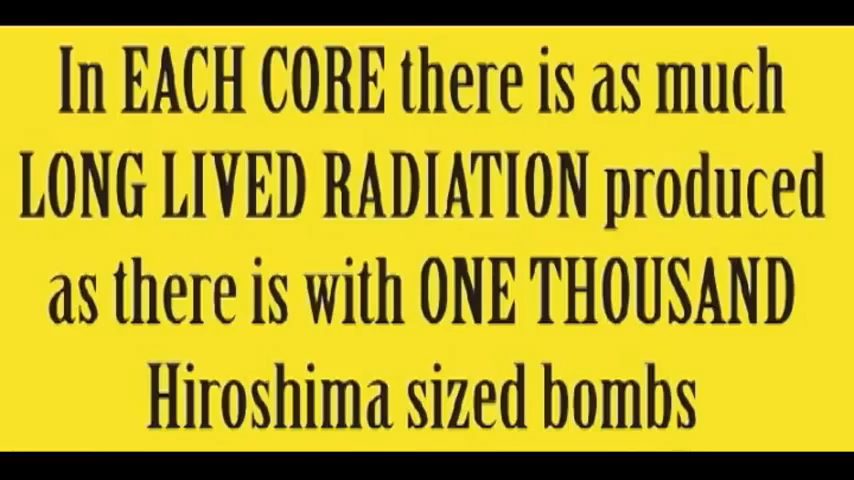 In EACH CORE there is as much
LONG LIVED RADIATION produced
as there is with ONE THOUSAND
Hiroshima sized bombs